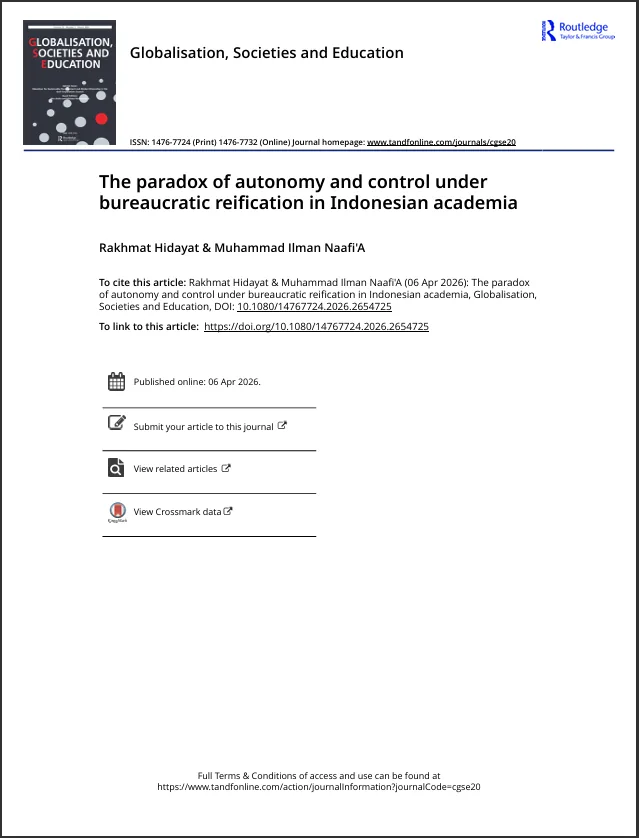 GLOBALISATION,
SOCIETIES AND
EDUCATION
Routledge
Taylor & Francis Group
Globalisation, Societies and Education
ISSN: 1476-7724 (Print) 1476-7732 (Online) Journal homepage: www.tandfonline.com/journals/cgse20
The paradox of autonomy and control under
bureaucratic reification in Indonesian academia
Rakhmat Hidayat & Muhammad Ilman Naafi'A
To cite this article: Rakhmat Hidayat & Muhammad Ilman Naafi'A (06 Apr 2026): The paradox
of autonomy and control under bureaucratic reification in Indonesian academia, Globalisation,
Societies and Education, DOI: 10.1080/14767724.2026.2654725
To link to this article: https://doi.org/10.1080/14767724.2026.2654725
Published online: 06 Apr 2026.
Submit your article to this journal
View related articles
View Crossmark data
CrossMark
Full Terms & Conditions of access and use can be found at
https://www.tandfonline.com/action/journalInformation?journalCode=cgse20